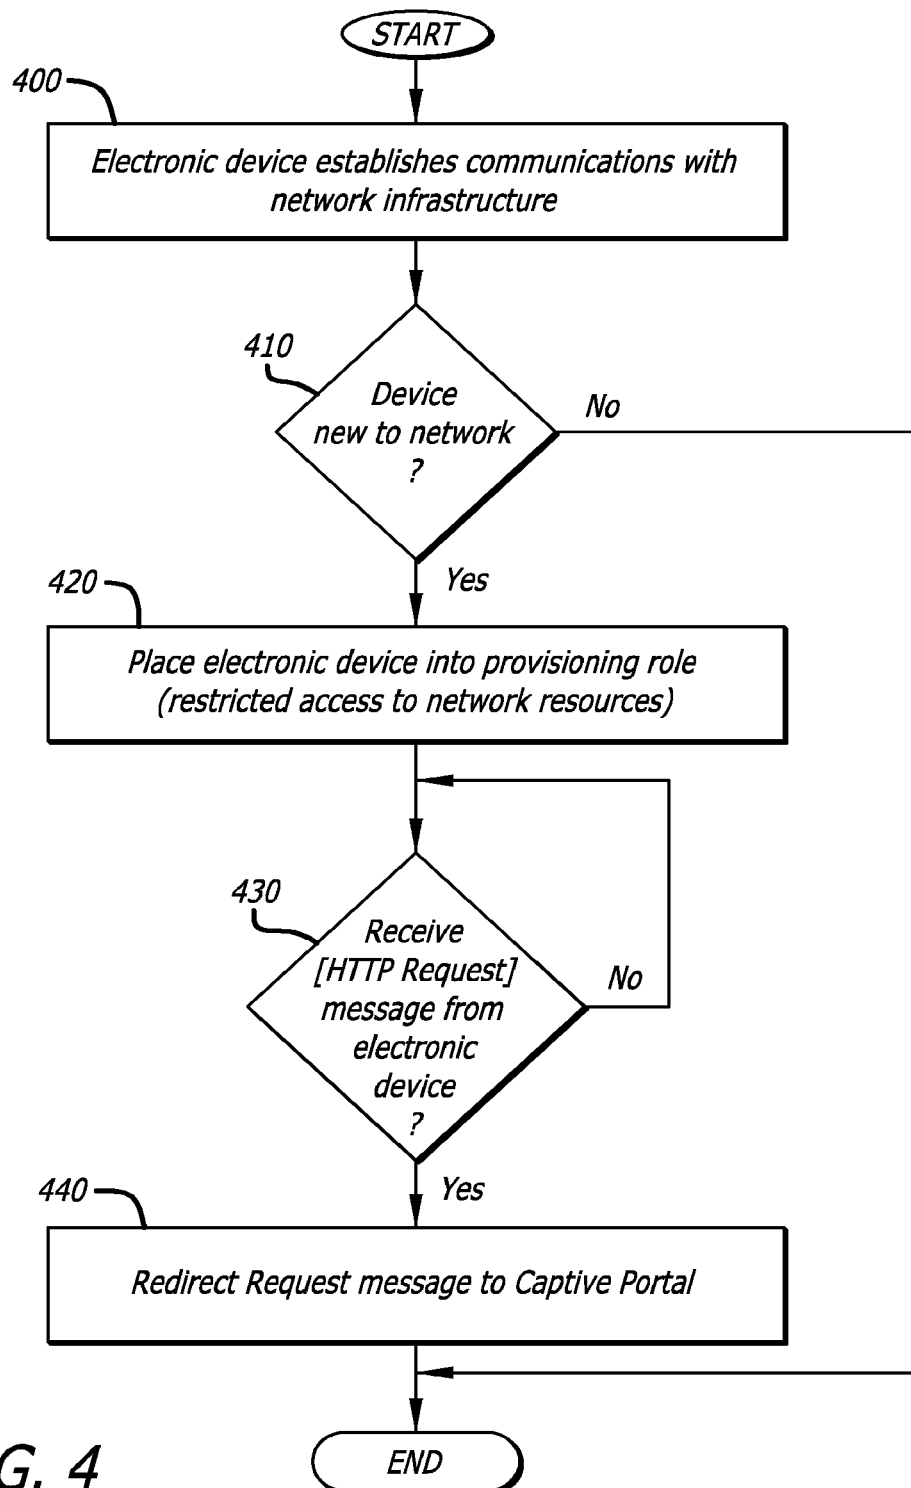 START
400
Electronic device establishes communications with
network infrastructure
410
Device
new to network
?
No
Yes
420
Place electronic device into provisioning role
(restricted access to network resources)
430
Receive
[HTTP Request]
message from
electronic
device
?
No
Yes
440
Redirect Request message to Captive Portal
END
G. 4